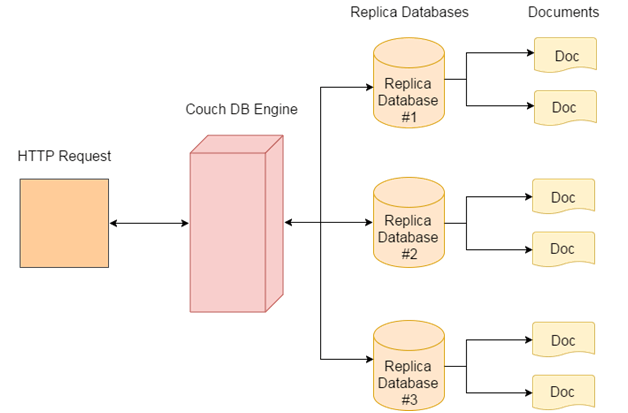 Replica Databases
Documents
Couch DB Engine
HTTP Request
Replica
Database
#1
Doc
Doc
Replica
Database
#2
Doc
Doc
Replica
Database
#3
Doc
Doc